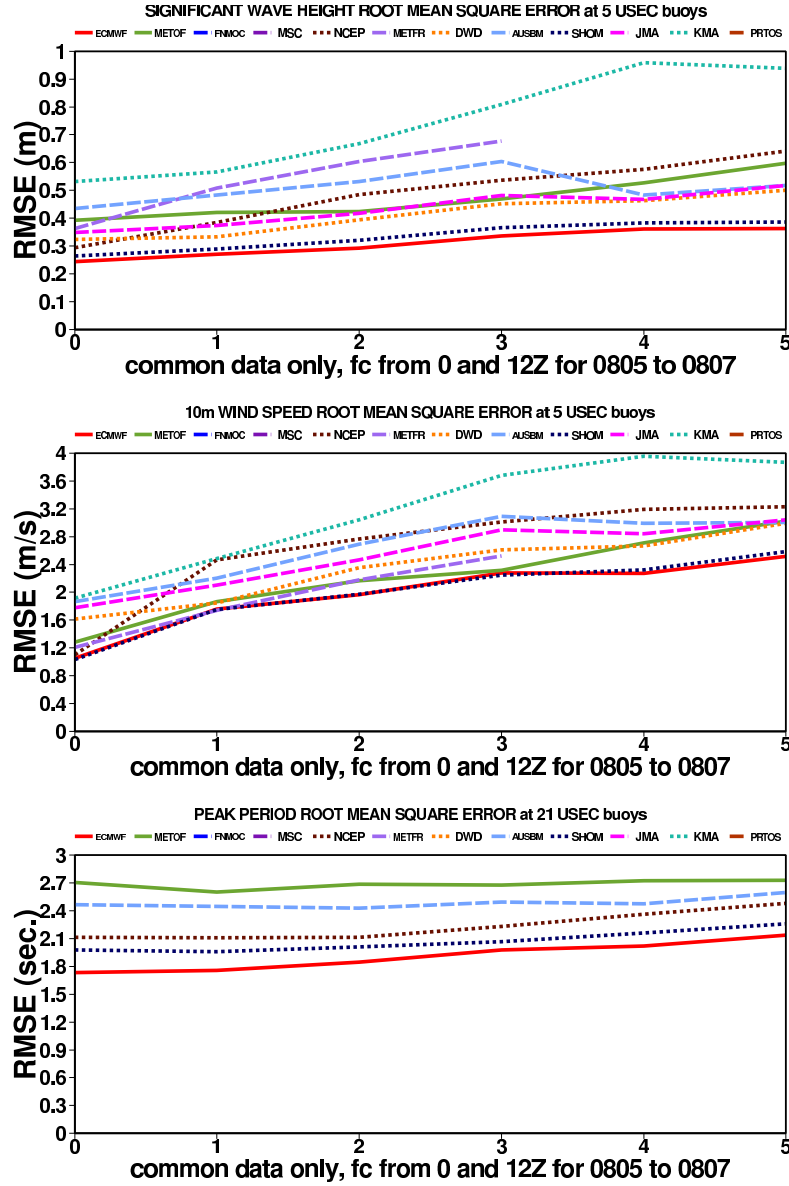 SIGNIFICANT WAVE HEIGHT ROOT MEAN SQUARE ERROR at 5 USEC buoys
ECMWF METOF FNMOC MSC NCEP METFR DWD AUSBM SHOM JMA KMA PRTOS
1
0.9
0.8
0.7
0.6
0.5
0.4
0.3
0.2
0.1
0
RMSE (m)
0 1 2 3 4 5
common data only, fc from 0 and 12Z for 0805 to 0807
10m WIND SPEED ROOT MEAN SQUARE ERROR at 5 USEC buoys
ECMWF METOF FNMOC MSC NCEP METFR DWD AUSBM SHOM JMA KMA PRTOS
4
3.6
3.2
2.8
2.4
2
1.6
1.2
0.8
0.4
0
RMSE (m/s)
0 1 2 3 4 5
common data only, fc from 0 and 12Z for 0805 to 0807
PEAK PERIOD ROOT MEAN SQUARE ERROR at 21 USEC buoys
ECMWF METOF FNMOC MSC NCEP METFR DWD AUSBM SHOM JMA KMA PRTOS
3
2.7
2.4
2.1
1.8
1.5
1.2
0.9
0.6
0.3
0
RMSE (sec.)
0 1 2 3 4 5
common data only, fc from 0 and 12Z for 0805 to 0807